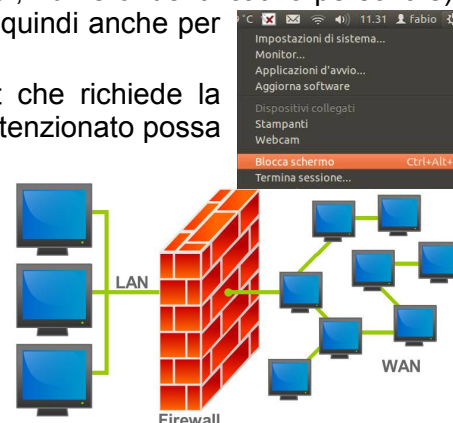 quindi anche per
che richiede la
tenzionato possa
°C 11.31 fabio
Impostazioni di sistema...
Monitor...
Applicazioni d'avvio...
Aggiorna software
Dispositivi collegati
Stampanti
Webcam
Blocca schermo Ctrl+Alt+
Termina sessione...
LAN
WAN
Firewall